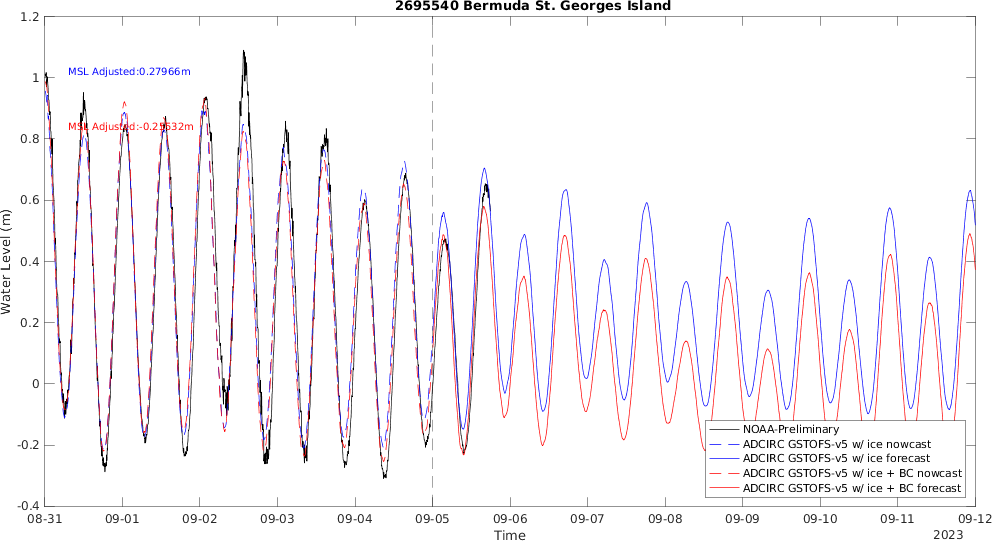 2695540 Bermuda St. Georges Island
1.2
1
0.8
0.6
0.4
0.2
0
-0.2
-0.4
Water Level (m)
MSL Adjusted:0.27966m
MSL Adjusted:-0.25632m
NOAA-Preliminary
ADCIRC GSTOFS-v5 w/ ice nowcast
ADCIRC GSTOFS-v5 w/ ice forecast
ADCIRC GSTOFS-v5 w/ ice + BC nowcast
ADCIRC GSTOFS-v5 w/ ice + BC forecast
08-31 09-01 09-02 09-03 09-04 09-05 09-06 09-07 09-08 09-09 09-10 09-11 09-12
Time
2023